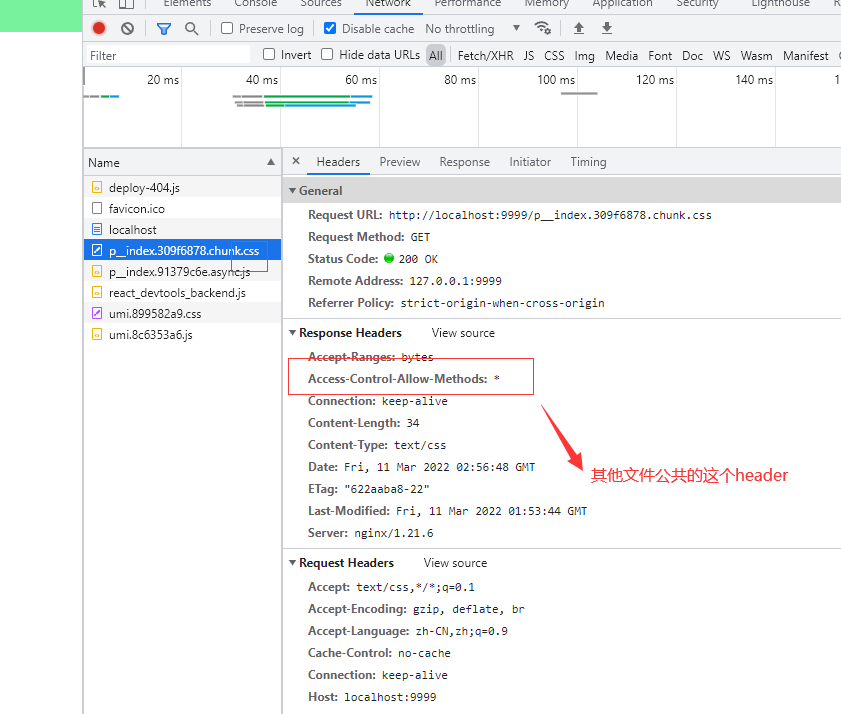 Elements Console Sources Network Performance Memory Application Security Lighthouse
Preserve log Disable cache No throttling
Filter Invert Hide data URLs All Fetch/XHR JS CSS Img Media Font Doc WS Wasm Manifest
20 ms 40 ms 60 ms 80 ms 100 ms 120 ms 140 ms
Name × Headers Preview Response Initiator Timing
deploy-404.js
favicon.ico
localhost
p__index.309f6878.chunk.css
p__index.91379c6e.async.js
react_devtools_backend.js
umi.899582a9.css
umi.8c6353a6.js
General
Request URL: http://localhost:9999/p__index.309f6878.chunk.css
Request Method: GET
Status Code: 200 OK
Remote Address: 127.0.0.1:9999
Referrer Policy: strict-origin-when-cross-origin
Response Headers View source
Accept-Ranges: bytes
Access-Control-Allow-Methods: *
Connection: keep-alive
Content-Length: 34
Content-Type: text/css
Date: Fri, 11 Mar 2022 02:56:48 GMT
ETag: "622aaba8-22"
Last-Modified: Fri, 11 Mar 2022 01:53:44 GMT
Server: nginx/1.21.6
其他文件公共的这个header
Request Headers View source
Accept: text/css,*/*;q=0.1
Accept-Encoding: gzip, deflate, br
Accept-Language: zh-CN,zh;q=0.9
Cache-Control: no-cache
Connection: keep-alive
Host: localhost:9999